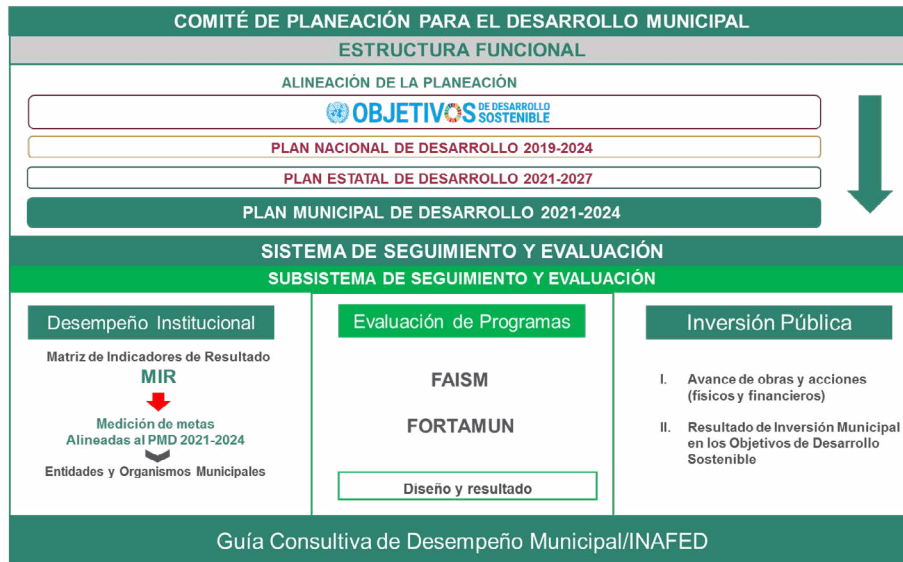 COMITÉ DE PLANEACIÓN PARA EL DESARROLLO MUNICIPAL
ESTRUCTURA FUNCIONAL
ALINEACIÓN DE LA PLANEACIÓN
OBJETIVOS DE DESARROLLO SOSTENIBLE
PLAN NACIONAL DE DESARROLLO 2019-2024
PLAN ESTATAL DE DESARROLLO 2021-2027
PLAN MUNICIPAL DE DESARROLLO 2021-2024
SISTEMA DE SEGUIMIENTO Y EVALUACIÓN
SUBSISTEMA DE SEGUIMIENTO Y EVALUACIÓN
Desempeño Institucional
Matriz de Indicadores de Resultado
MIR
Medición de metas
Alineadas al PMD 2021-2024
Entidades y Organismos Municipales
Evaluación de Programas
FAISM
FORTAMUN
Diseño y resultado
Inversión Pública
I. Avance de obras y acciones
(físicos y financieros)
II. Resultado de Inversión Municipal
en los Objetivos de Desarrollo
Sostenible
Guía Consultiva de Desempeño Municipal/INAFED